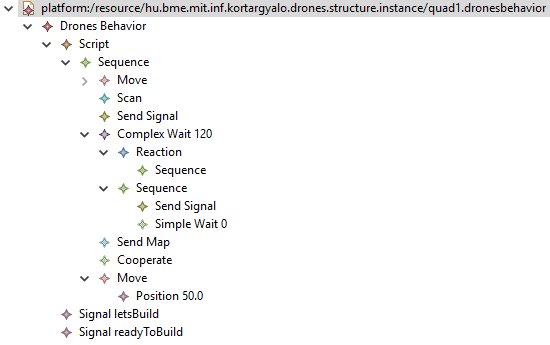 platform:/resource/hu.bme.mit.inf.kortargyalo.drones.structure.instance/quad1.dronesbehavior
Drones Behavior
Script
Sequence
Move
Scan
Send Signal
Complex Wait 120
Reaction
Sequence
Sequence
Send Signal
Simple Wait 0
Send Map
Cooperate
Move
Position 50.0
Signal letsBuild
Signal readyToBuild